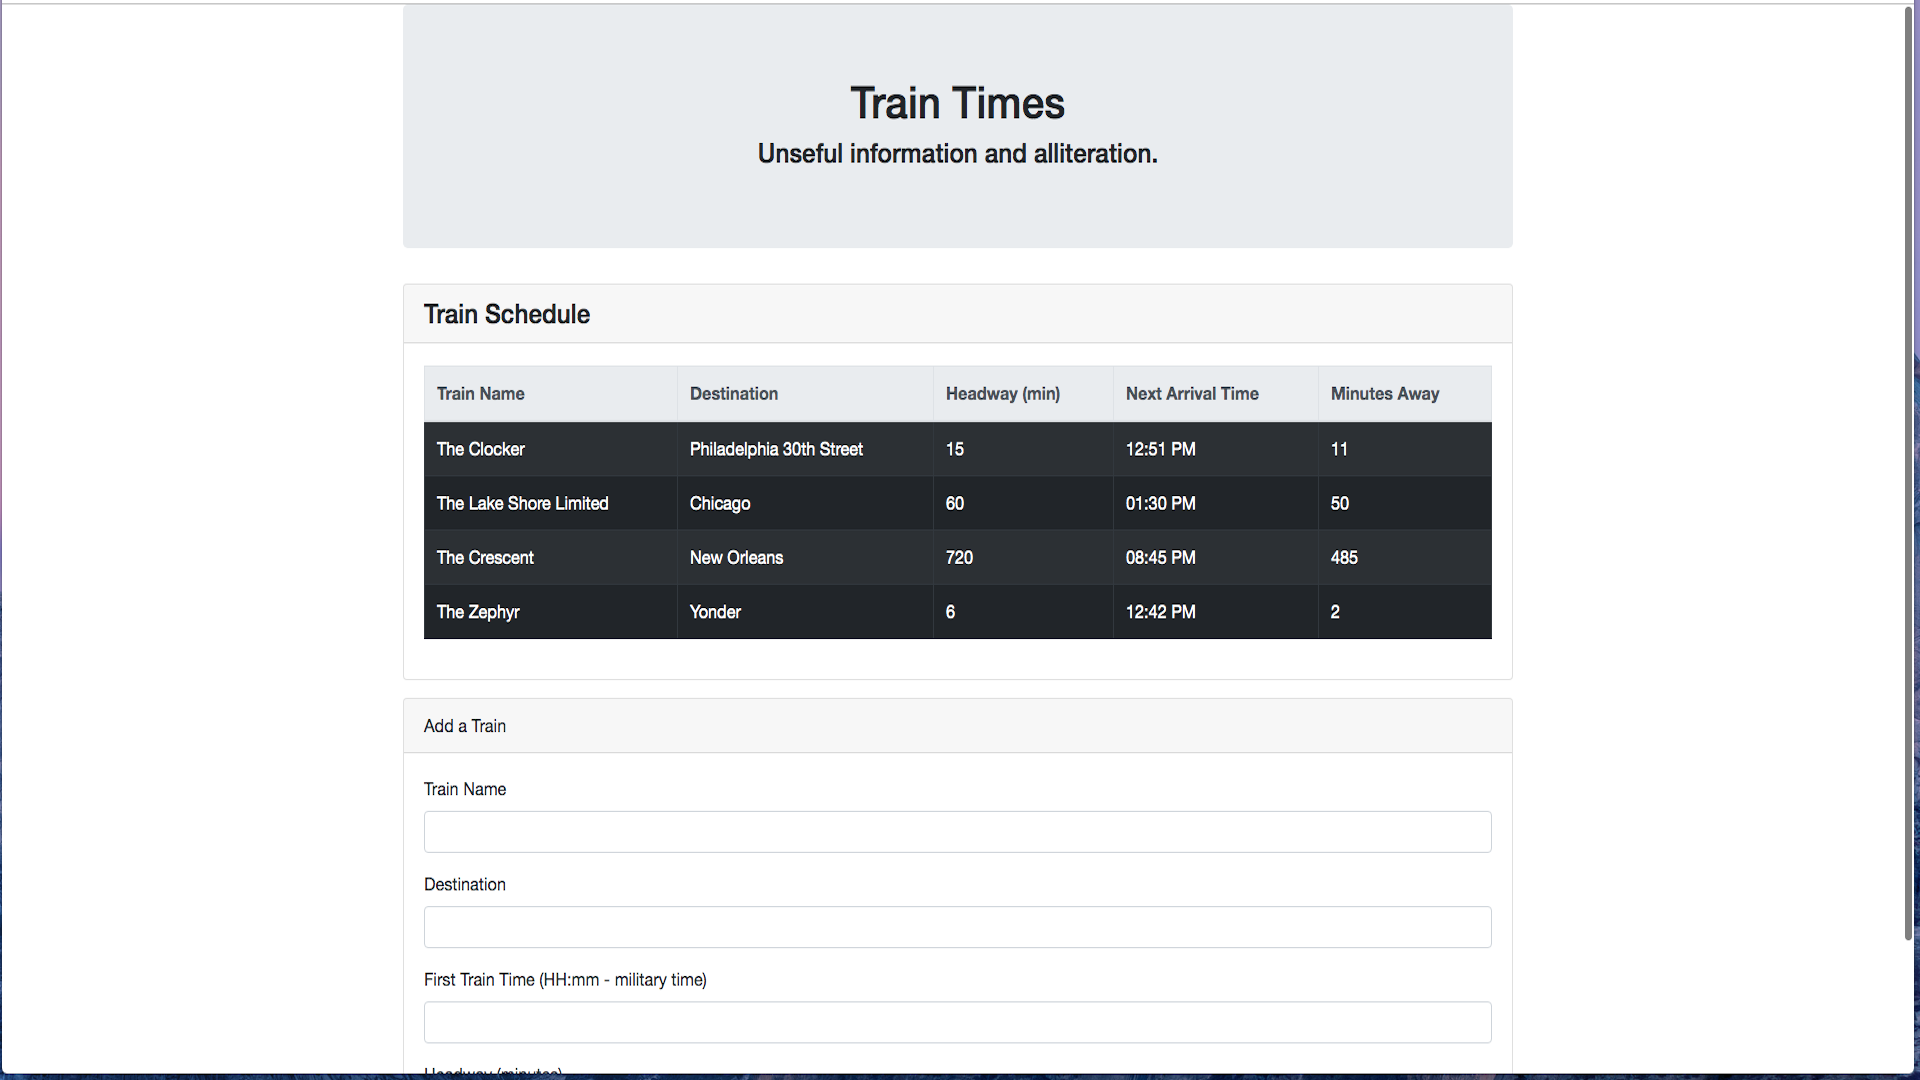 Train Times
Unseful information and alliteration.
Train Schedule
Train Name Destination Headway (min) Next Arrival Time Minutes Away
The Clocker Philadelphia 30th Street 15 12:51 PM 11
The Lake Shore Limited Chicago 60 01:30 PM 50
The Crescent New Orleans 720 08:45 PM 485
The Zephyr Yonder 6 12:42 PM 2
Add a Train
Train Name
Destination
First Train Time (HH:mm - military time)
Headway (minutes)